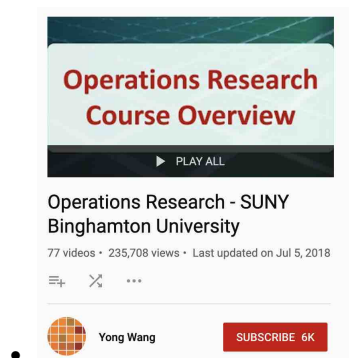 Operations Research
Course Overview
PLAY ALL
Operations Research - SUNY
Binghamton University
77 videos • 235,708 views • Last updated on Jul 5, 2018
Yong Wang
SUBSCRIBE 6K